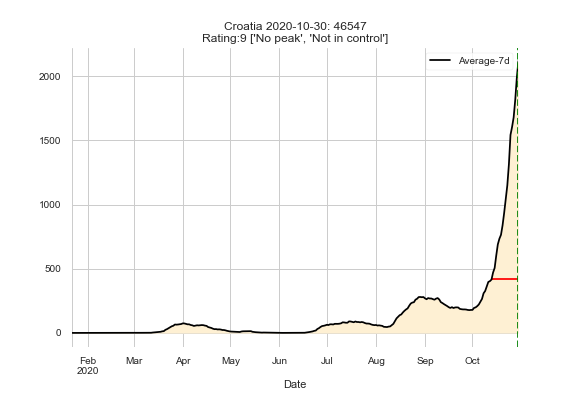 Croatia 2020-10-30: 46547
Rating:9 ['No peak', 'Not in control']
Average-7d
2000
1500
1000
500
0
Feb Mar Apr May Jun Jul Aug Sep Oct
2020
Date